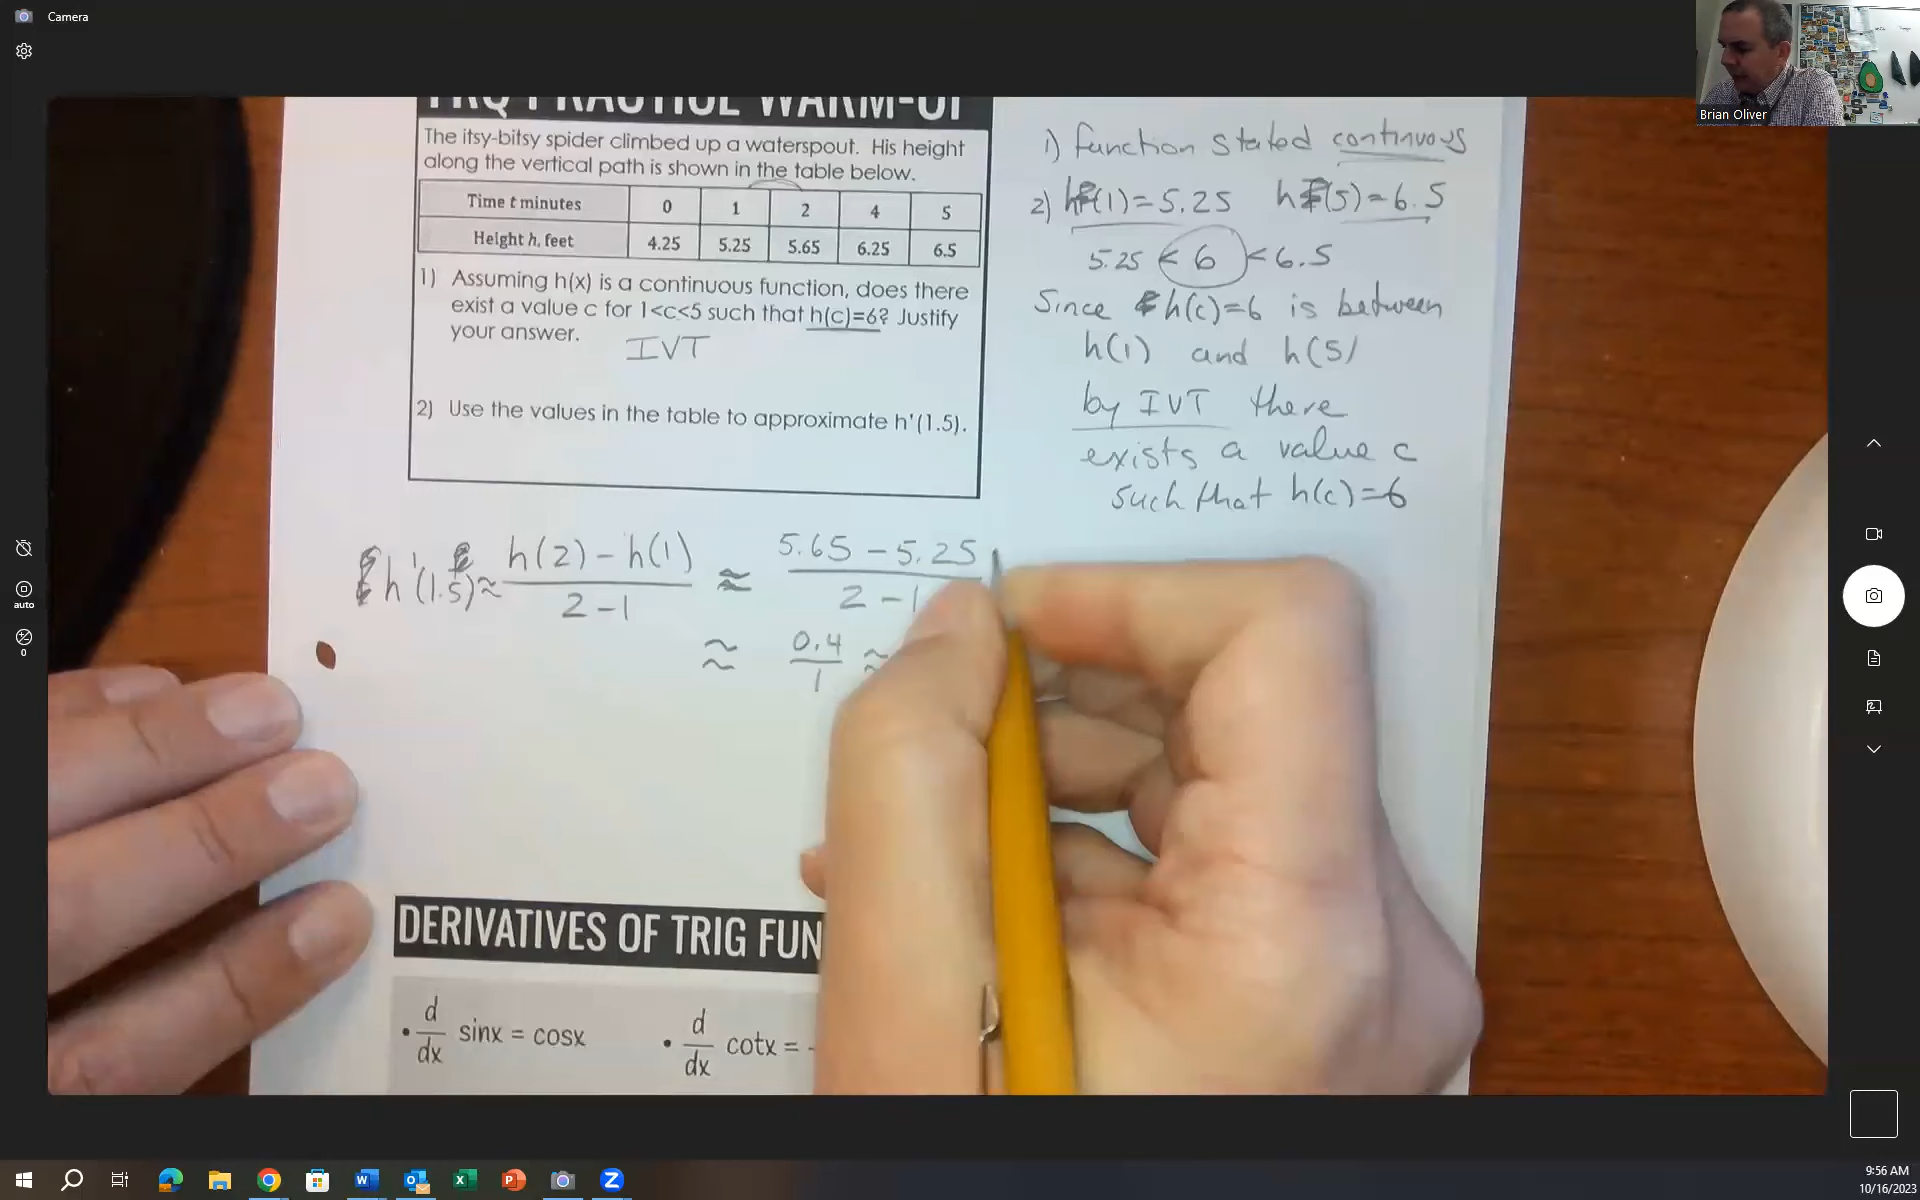 Camera
Brian Oliver
FRQ PRACTICE WARM-UP
The itsy-bitsy spider climbed up a waterspout. His height
along the vertical path is shown in the table below.
Time t minutes 0 1 2 4 5
Height h, feet 4.25 5.25 5.65 6.25 6.5
1) Assuming h(x) is a continuous function, does there
exist a value c for 1<c<5 such that h(c)=6? Justify
your answer.
IVT
2) Use the values in the table to approximate h'(1.5).
1) function stated continuous
2) h(1)=5.25 h(5)=6.5
5.25 < 6 < 6.5
Since h(c)=6 is between
h(1) and h(5)
by IVT there
exists a value c
such that h(c)=6
h'(1.5) ≈ h(2)-h(1) / 2-1 ≈ 5.65-5.25 / 2-1
≈ 0.4/1 ≈
DERIVATIVES OF TRIG FUN
• d/dx sinx = cosx • d/dx cotx = -
auto
0
9:56 AM
10/16/2023